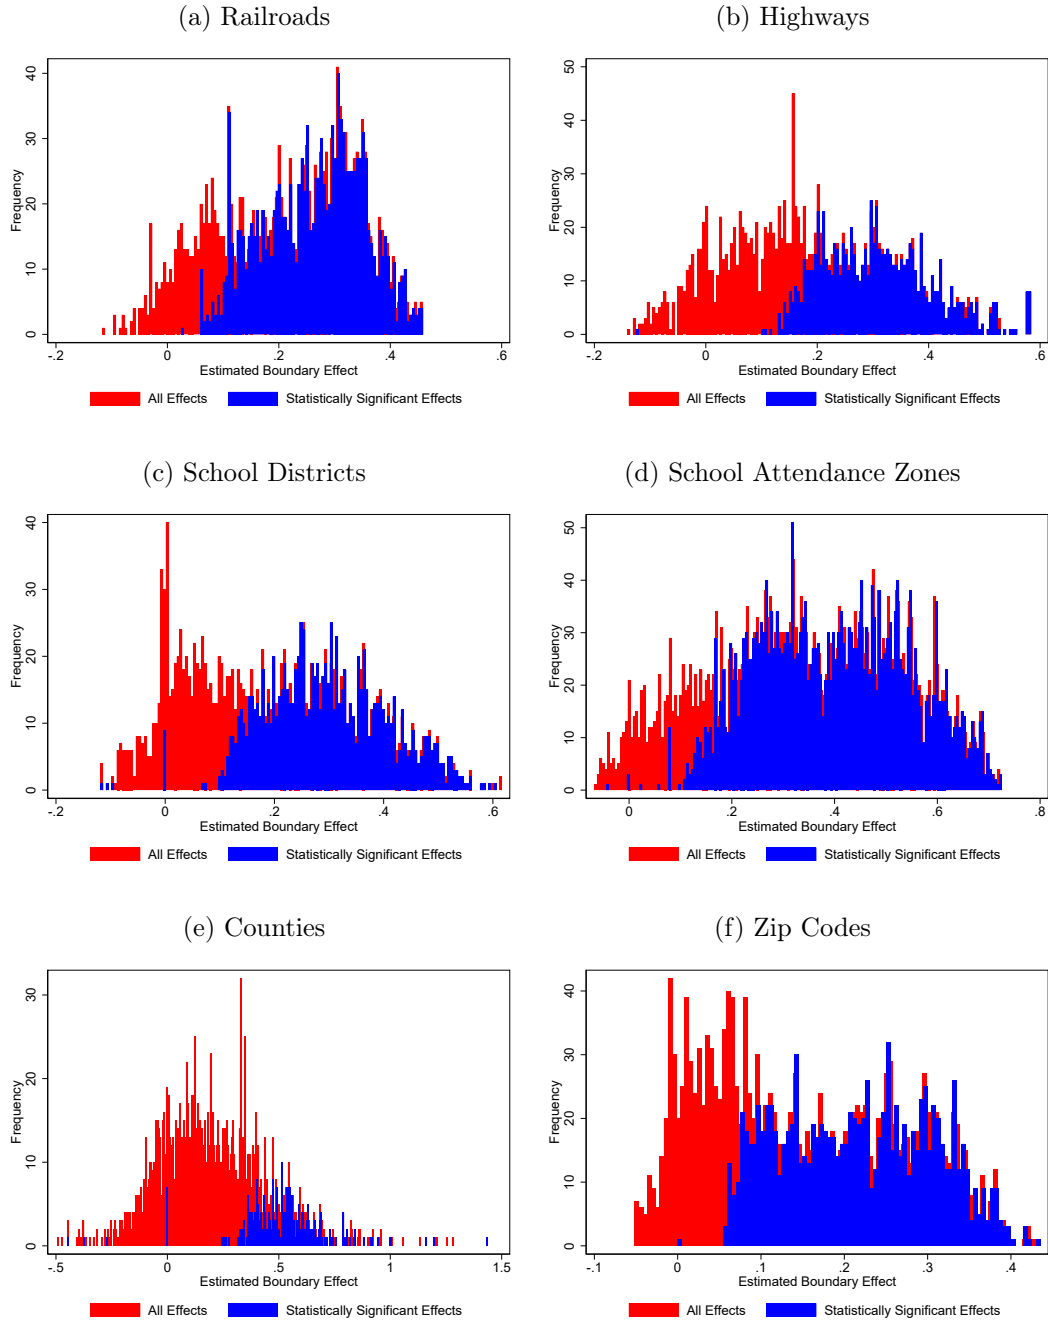 (a) Railroads
Frequency
40
30
20
10
0
-.2 0 .2 .4 .6
Estimated Boundary Effect
All Effects Statistically Significant Effects
(b) Highways
Frequency
50
40
30
20
10
0
-.2 0 .2 .4 .6
Estimated Boundary Effect
All Effects Statistically Significant Effects
(c) School Districts
Frequency
40
30
20
10
0
-.2 0 .2 .4 .6
Estimated Boundary Effect
All Effects Statistically Significant Effects
(d) School Attendance Zones
Frequency
50
40
30
20
10
0
0 .2 .4 .6 .8
Estimated Boundary Effect
All Effects Statistically Significant Effects
(e) Counties
Frequency
30
20
10
0
-.5 0 .5 1 1.5
Estimated Boundary Effect
All Effects Statistically Significant Effects
(f) Zip Codes
Frequency
40
30
20
10
0
-.1 0 .1 .2 .3 .4
Estimated Boundary Effect
All Effects Statistically Significant Effects